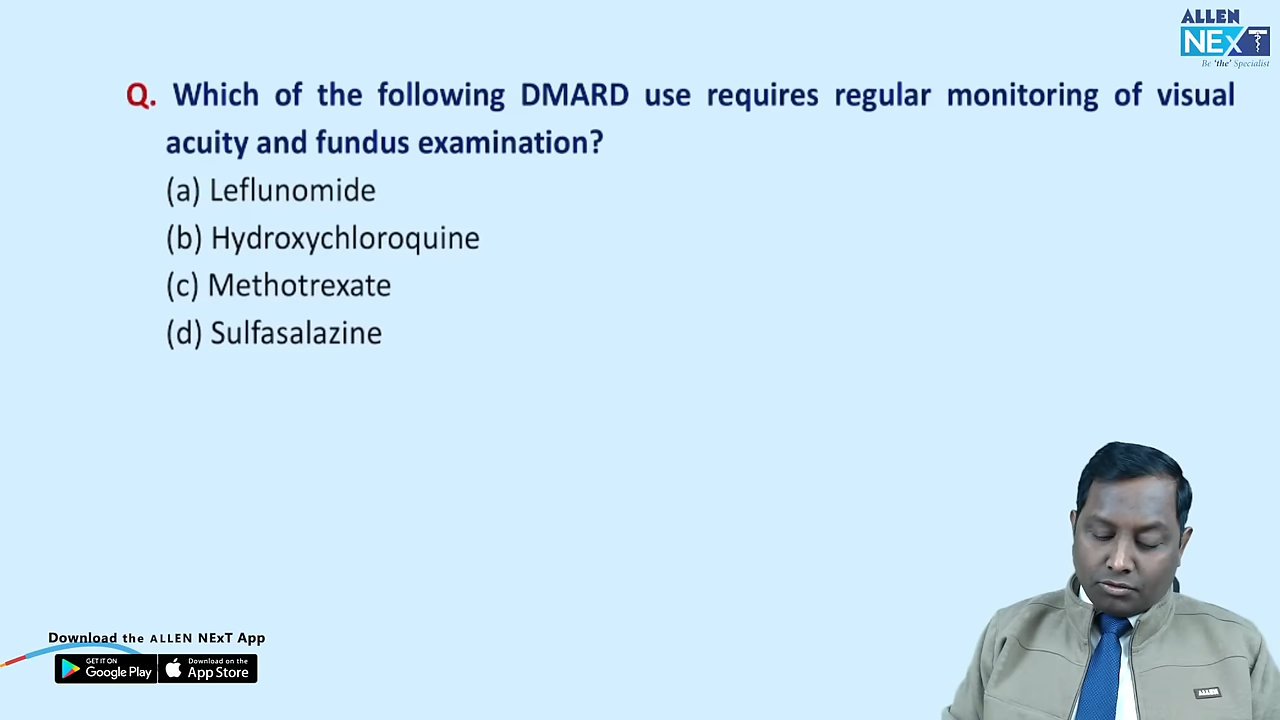 ALLEN
NExT
Be 'the' Specialist
Q. Which of the following DMARD use requires regular monitoring of visual
acuity and fundus examination?
(a) Leflunomide
(b) Hydroxychloroquine
(c) Methotrexate
(d) Sulfasalazine
Download the ALLEN NExT App
GET IT ON
Google Play
Download on the
App Store
ALLEN